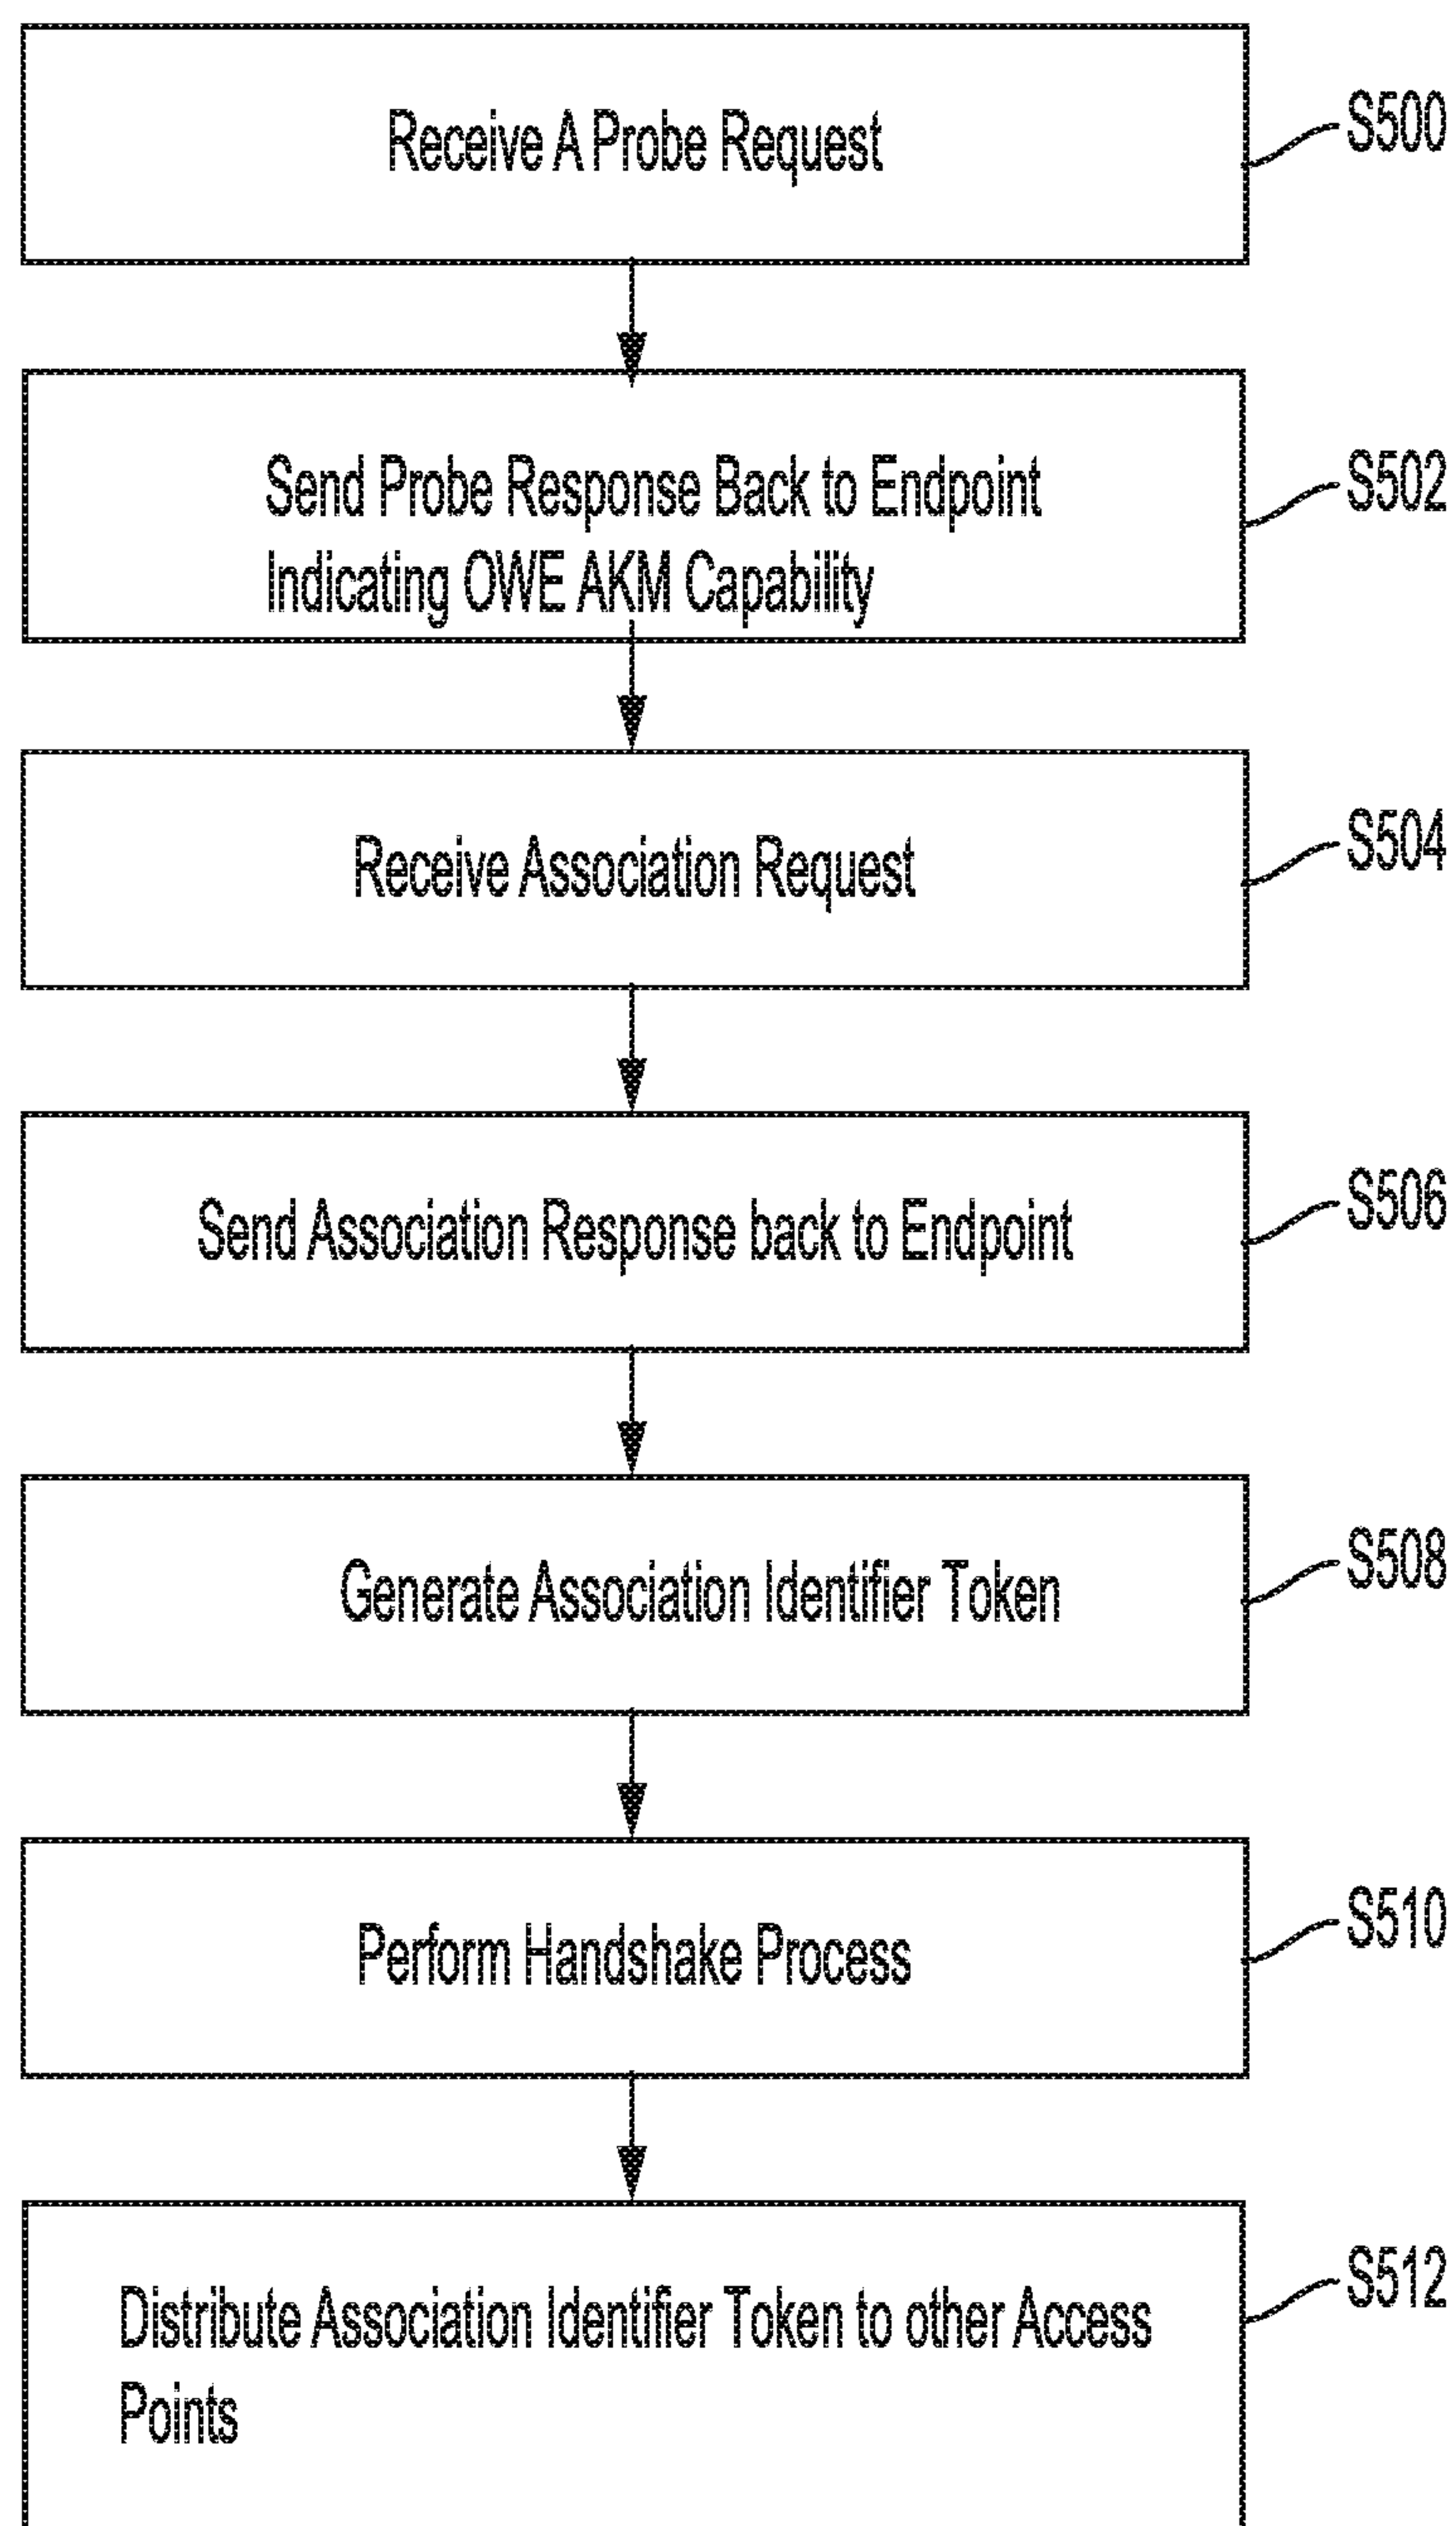 Receive A Probe Request
S500
Send Probe Response Back to Endpoint
Indicating OWE AKM Capability
S502
Receive Association Request
S504
Send Association Response back to Endpoint
S506
Generate Association Identifier Token
S508
Perform Handshake Process
S510
Distribute Association Identifier Token to other Access
Points
S512